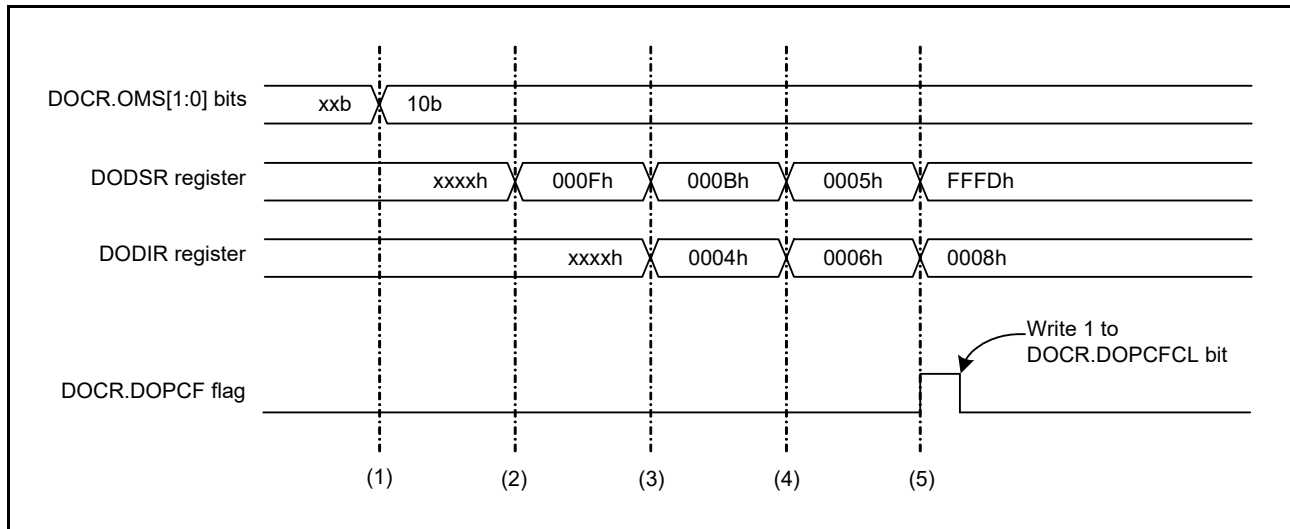 DOCR.OMS[1:0] bits
xxb
10b
DODSR register
xxxxh
000Fh
000Bh
0005h
FFFDh
DODIR register
xxxxh
0004h
0006h
0008h
Write 1 to
DOCR.DOPCFCL bit
DOCR.DOPCF flag
(1)
(2)
(3)
(4)
(5)